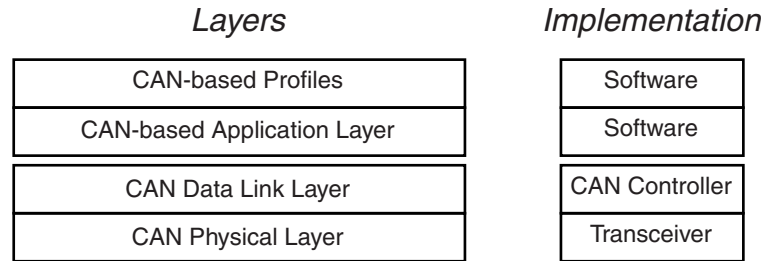 Layers Implementation
CAN-based Profiles Software
CAN-based Application Layer Software
CAN Data Link Layer CAN Controller
CAN Physical Layer Transceiver